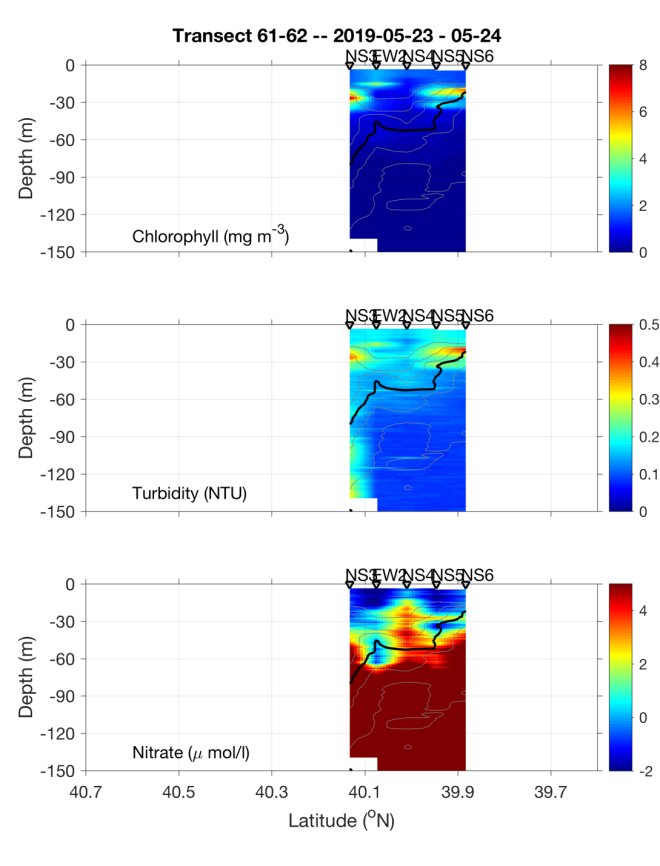 Transect 61-62 -- 2019-05-23 - 05-24
NS3 EW2 NS4 NS5 NS6
0
-30
-60
-90
-120
-150
Depth (m)
Chlorophyll (mg m-3)
8
6
4
2
0
NS3 EW2 NS4 NS5 NS6
0
-30
-60
-90
-120
-150
Depth (m)
Turbidity (NTU)
0.5
0.4
0.3
0.2
0.1
0
NS3 EW2 NS4 NS5 NS6
0
-30
-60
-90
-120
-150
Depth (m)
Nitrate (μ mol/l)
4
2
0
-2
40.7 40.5 40.3 40.1 39.9 39.7
Latitude (oN)